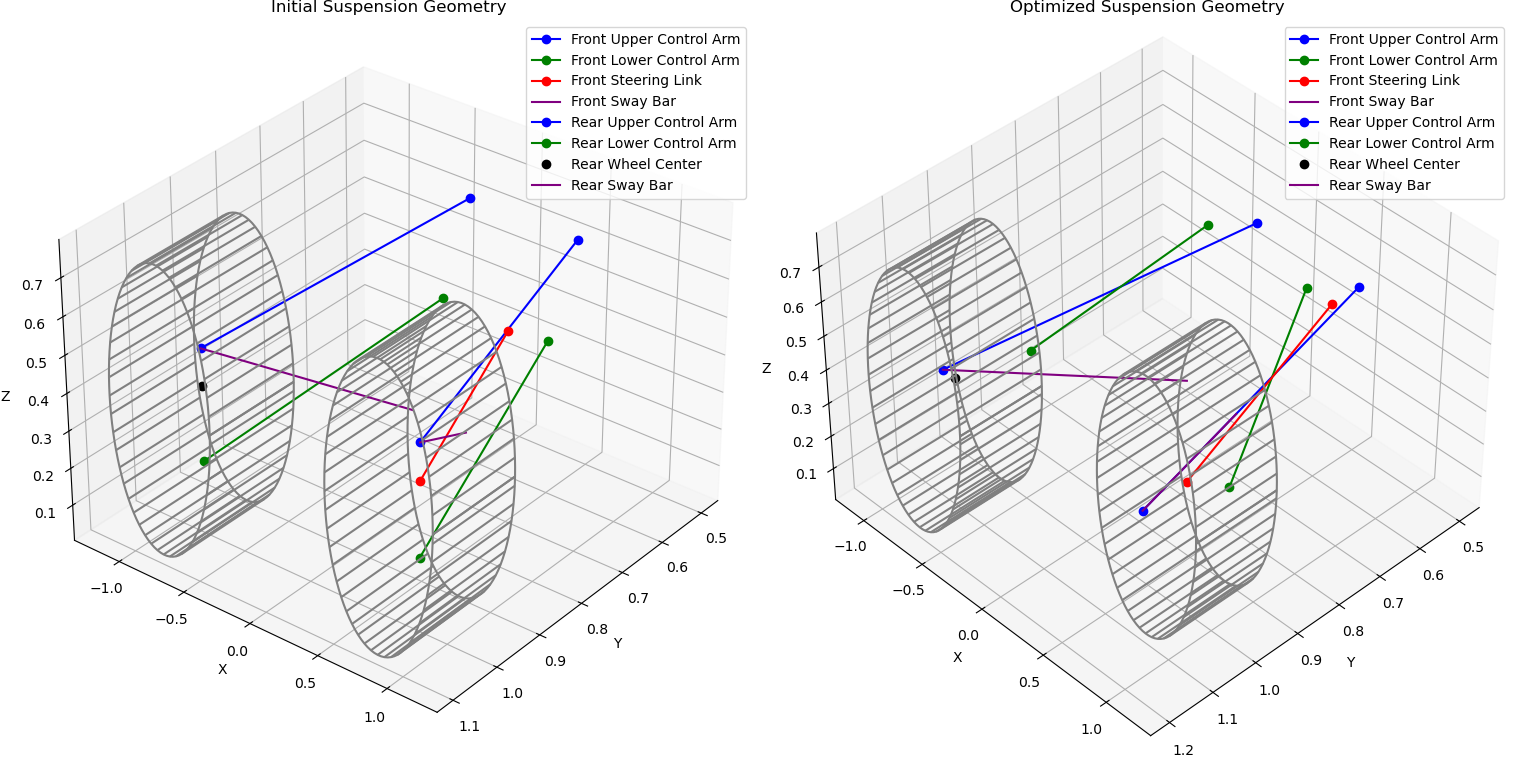 Initial Suspension Geometry
Front Upper Control Arm
Front Lower Control Arm
Front Steering Link
Front Sway Bar
Rear Upper Control Arm
Rear Lower Control Arm
Rear Wheel Center
Rear Sway Bar
Z
0.7
0.6
0.5
0.4
0.3
0.2
0.1
X
−1.0
−0.5
0.0
0.5
1.0
Y
0.5
0.6
0.7
0.8
0.9
1.0
1.1
Optimized Suspension Geometry
Front Upper Control Arm
Front Lower Control Arm
Front Steering Link
Front Sway Bar
Rear Upper Control Arm
Rear Lower Control Arm
Rear Wheel Center
Rear Sway Bar
Z
0.7
0.6
0.5
0.4
0.3
0.2
0.1
X
−1.0
−0.5
0.0
0.5
1.0
Y
0.5
0.6
0.7
0.8
0.9
1.0
1.1
1.2